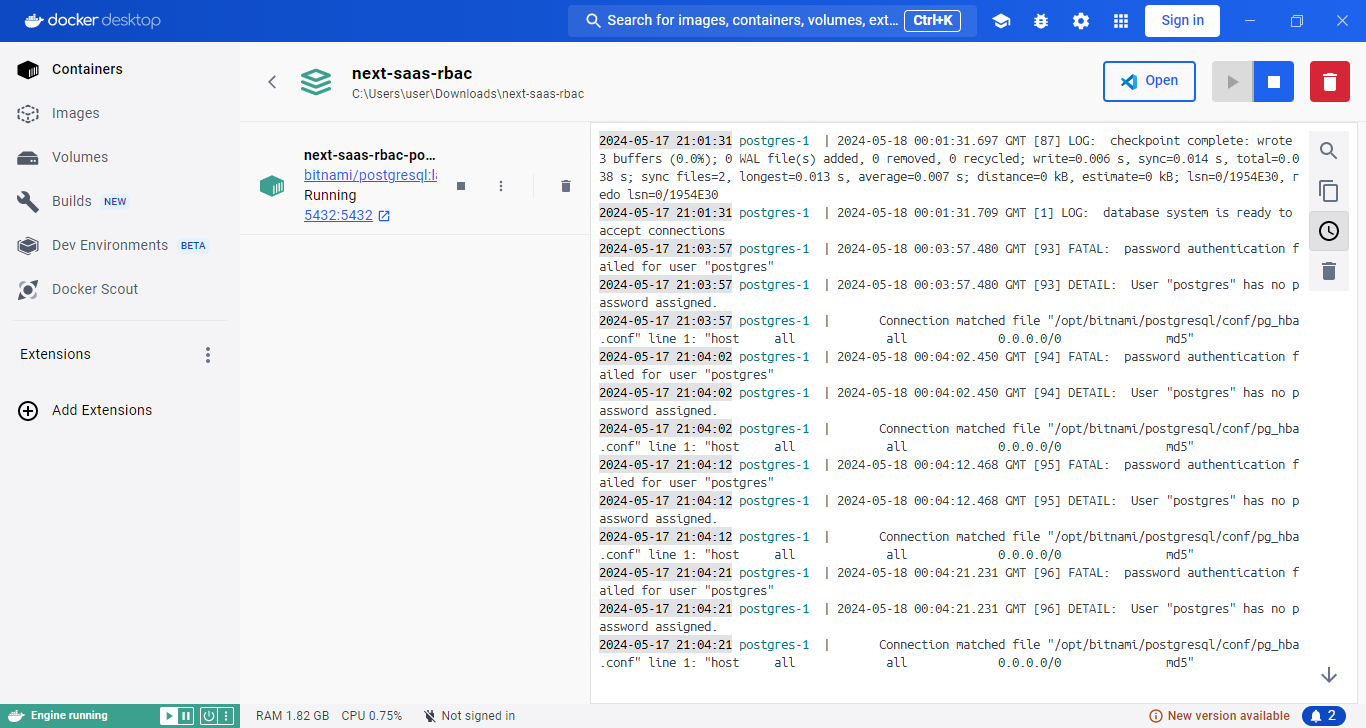 docker desktop
Search for images, containers, volumes, ext... Ctrl+K
Sign in
Containers
Images
Volumes
Builds NEW
Dev Environments BETA
Docker Scout
Extensions
Add Extensions
next-saas-rbac
C:\Users\user\Downloads\next-saas-rbac
Open
next-saas-rbac-po...
bitnami/postgresql:l
Running
5432:5432
2024-05-17 21:01:31 postgres-1 | 2024-05-18 00:01:31.697 GMT [87] LOG: checkpoint complete: wrote
3 buffers (0.0%); 0 WAL file(s) added, 0 removed, 0 recycled; write=0.006 s, sync=0.014 s, total=0.0
38 s; sync files=2, longest=0.013 s, average=0.007 s; distance=0 kB, estimate=0 kB; lsn=0/1954E30, r
edo lsn=0/1954E30
2024-05-17 21:01:31 postgres-1 | 2024-05-18 00:01:31.709 GMT [1] LOG: database system is ready to
accept connections
2024-05-17 21:03:57 postgres-1 | 2024-05-18 00:03:57.480 GMT [93] FATAL: password authentication f
ailed for user "postgres"
2024-05-17 21:03:57 postgres-1 | 2024-05-18 00:03:57.480 GMT [93] DETAIL: User "postgres" has no p
assword assigned.
2024-05-17 21:03:57 postgres-1 | Connection matched file "/opt/bitnami/postgresql/conf/pg_hba
.conf" line 1: "host all all 0.0.0.0/0 md5"
2024-05-17 21:04:02 postgres-1 | 2024-05-18 00:04:02.450 GMT [94] FATAL: password authentication f
ailed for user "postgres"
2024-05-17 21:04:02 postgres-1 | 2024-05-18 00:04:02.450 GMT [94] DETAIL: User "postgres" has no p
assword assigned.
2024-05-17 21:04:02 postgres-1 | Connection matched file "/opt/bitnami/postgresql/conf/pg_hba
.conf" line 1: "host all all 0.0.0.0/0 md5"
2024-05-17 21:04:12 postgres-1 | 2024-05-18 00:04:12.468 GMT [95] FATAL: password authentication f
ailed for user "postgres"
2024-05-17 21:04:12 postgres-1 | 2024-05-18 00:04:12.468 GMT [95] DETAIL: User "postgres" has no p
assword assigned.
2024-05-17 21:04:12 postgres-1 | Connection matched file "/opt/bitnami/postgresql/conf/pg_hba
.conf" line 1: "host all all 0.0.0.0/0 md5"
2024-05-17 21:04:21 postgres-1 | 2024-05-18 00:04:21.231 GMT [96] FATAL: password authentication f
ailed for user "postgres"
2024-05-17 21:04:21 postgres-1 | 2024-05-18 00:04:21.231 GMT [96] DETAIL: User "postgres" has no p
assword assigned.
2024-05-17 21:04:21 postgres-1 | Connection matched file "/opt/bitnami/postgresql/conf/pg_hba
.conf" line 1: "host all all 0.0.0.0/0 md5"
Engine running
RAM 1.82 GB CPU 0.75% Not signed in
New version available 2